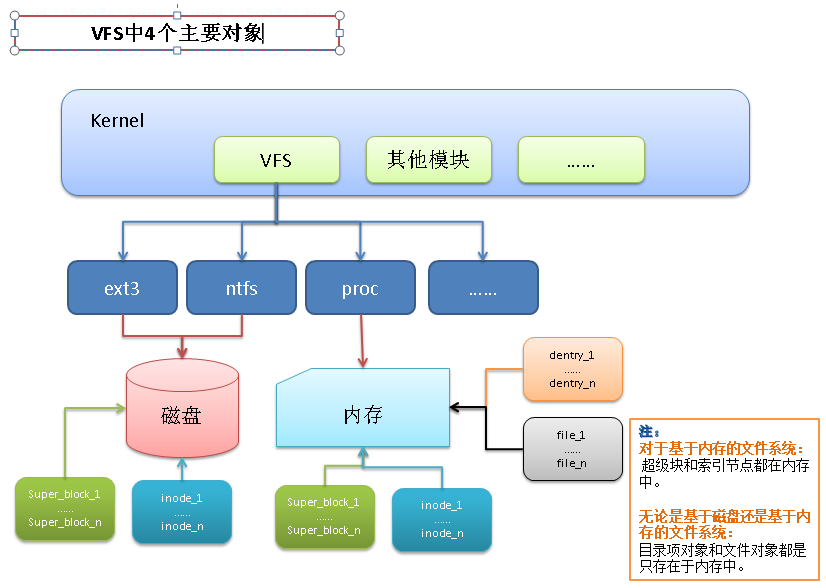 VFS中4个主要对象
Kernel
VFS
其他模块
......
ext3
ntfs
proc
......
磁盘
内存
dentry_1
......
dentry_n
file_1
......
file_n
Super_block_1
......
Super_block_n
inode_1
......
inode_n
Super_block_1
......
Super_block_n
inode_1
......
inode_n
注：
对于基于内存的文件系统：
超级块和索引节点都在内存
中。
无论是基于磁盘还是基于内
存的文件系统：
目录项对象和文件对象都是
只存在于内存中。